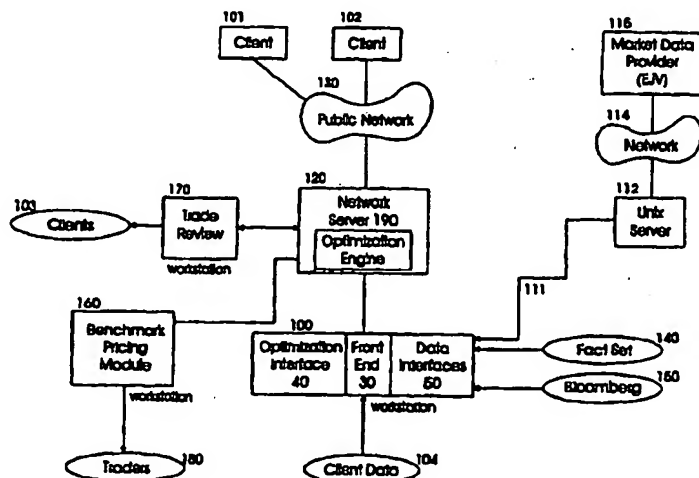 101
Client
102
Client
130
Public Network
115
Market Data
Provider
(EJV)
114
Network
112
Unix
Server
111
120
Network
Server 190
Optimization
Engine
170
Trade
Review
workstation
103
Clients
160
Benchmark
Pricing
Module
workstation
Traders
180
100
Optimization
Interface
40
Front
End
30
Data
Interfaces
50
workstation
140
Fact Set
150
Bloomberg
Client Data
104